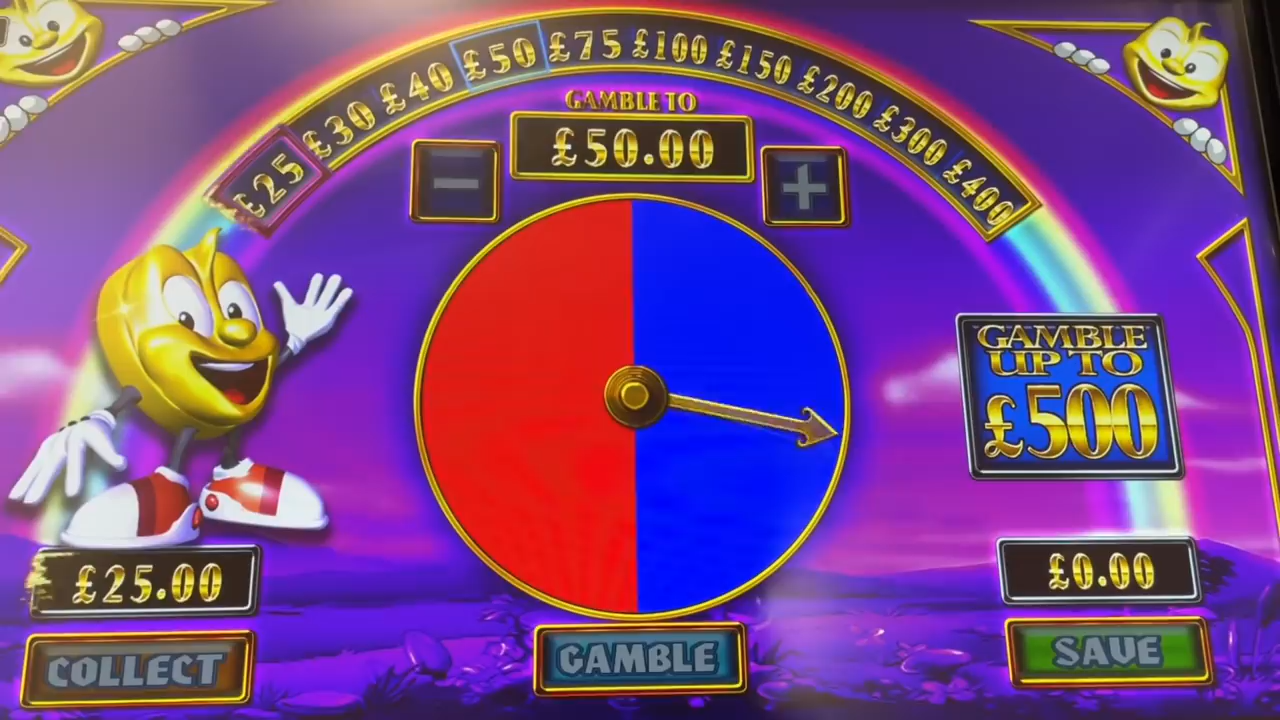 £25 £30 £40 £50 £75 £100 £150 £200 £300 £400
GAMBLE TO
£50.00
−
+
GAMBLE
UP TO
£500
£25.00
£0.00
COLLECT
GAMBLE
SAVE